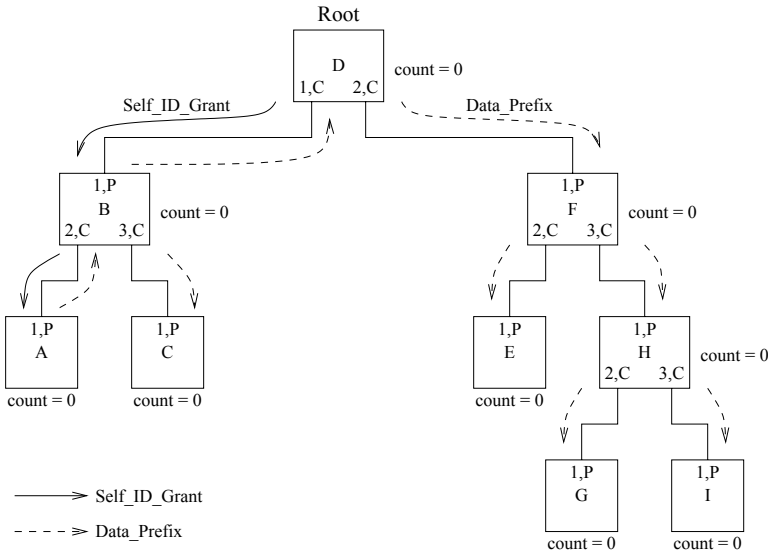 Root
D
count = 0
1,C 2,C
Self_ID_Grant
Data_Prefix
1,P
B
count = 0
2,C 3,C
1,P
F
count = 0
2,C 3,C
1,P
A
count = 0
1,P
C
count = 0
1,P
E
count = 0
1,P
H
count = 0
2,C 3,C
1,P
G
count = 0
1,P
I
count = 0
Self_ID_Grant
Data_Prefix